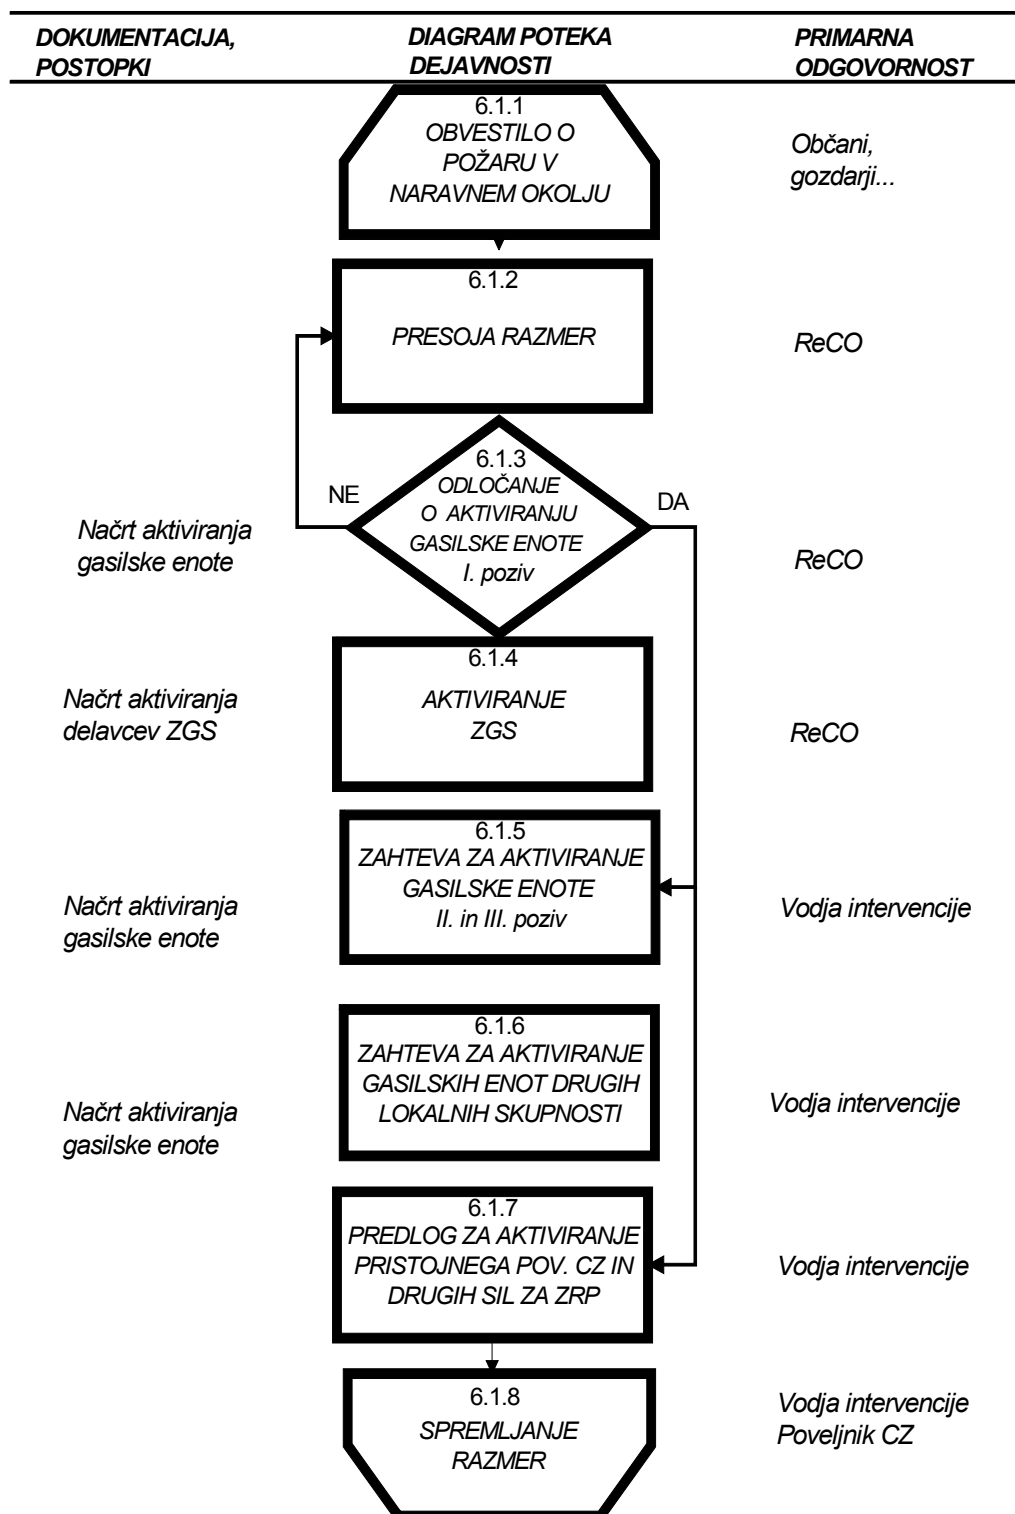 DOKUMENTACIJA,
POSTOPKI
DIAGRAM POTEKA
DEJAVNOSTI
PRIMARNA
ODGOVORNOST
6.1.1
OBVESTILO O
POŽARU V
NARAVNEM OKOLJU
Občani,
gozdarji...
6.1.2
PRESOJA RAZMER
ReCO
6.1.3
ODLOČANJE
O AKTIVIRANJU
GASILSKE ENOTE
I. poziv
NE
DA
Načrt aktiviranja
gasilske enote
ReCO
6.1.4
AKTIVIRANJE
ZGS
Načrt aktiviranja
delavcev ZGS
ReCO
6.1.5
ZAHTEVA ZA AKTIVIRANJE
GASILSKE ENOTE
II. in III. poziv
Načrt aktiviranja
gasilske enote
Vodja intervencije
6.1.6
ZAHTEVA ZA AKTIVIRANJE
GASILSKIH ENOT DRUGIH
LOKALNIH SKUPNOSTI
Načrt aktiviranja
gasilske enote
Vodja intervencije
6.1.7
PREDLOG ZA AKTIVIRANJE
PRISTOJNEGA POV. CZ IN
DRUGIH SIL ZA ZRP
Vodja intervencije
6.1.8
SPREMLJANJE
RAZMER
Vodja intervencije
Poveljnik CZ